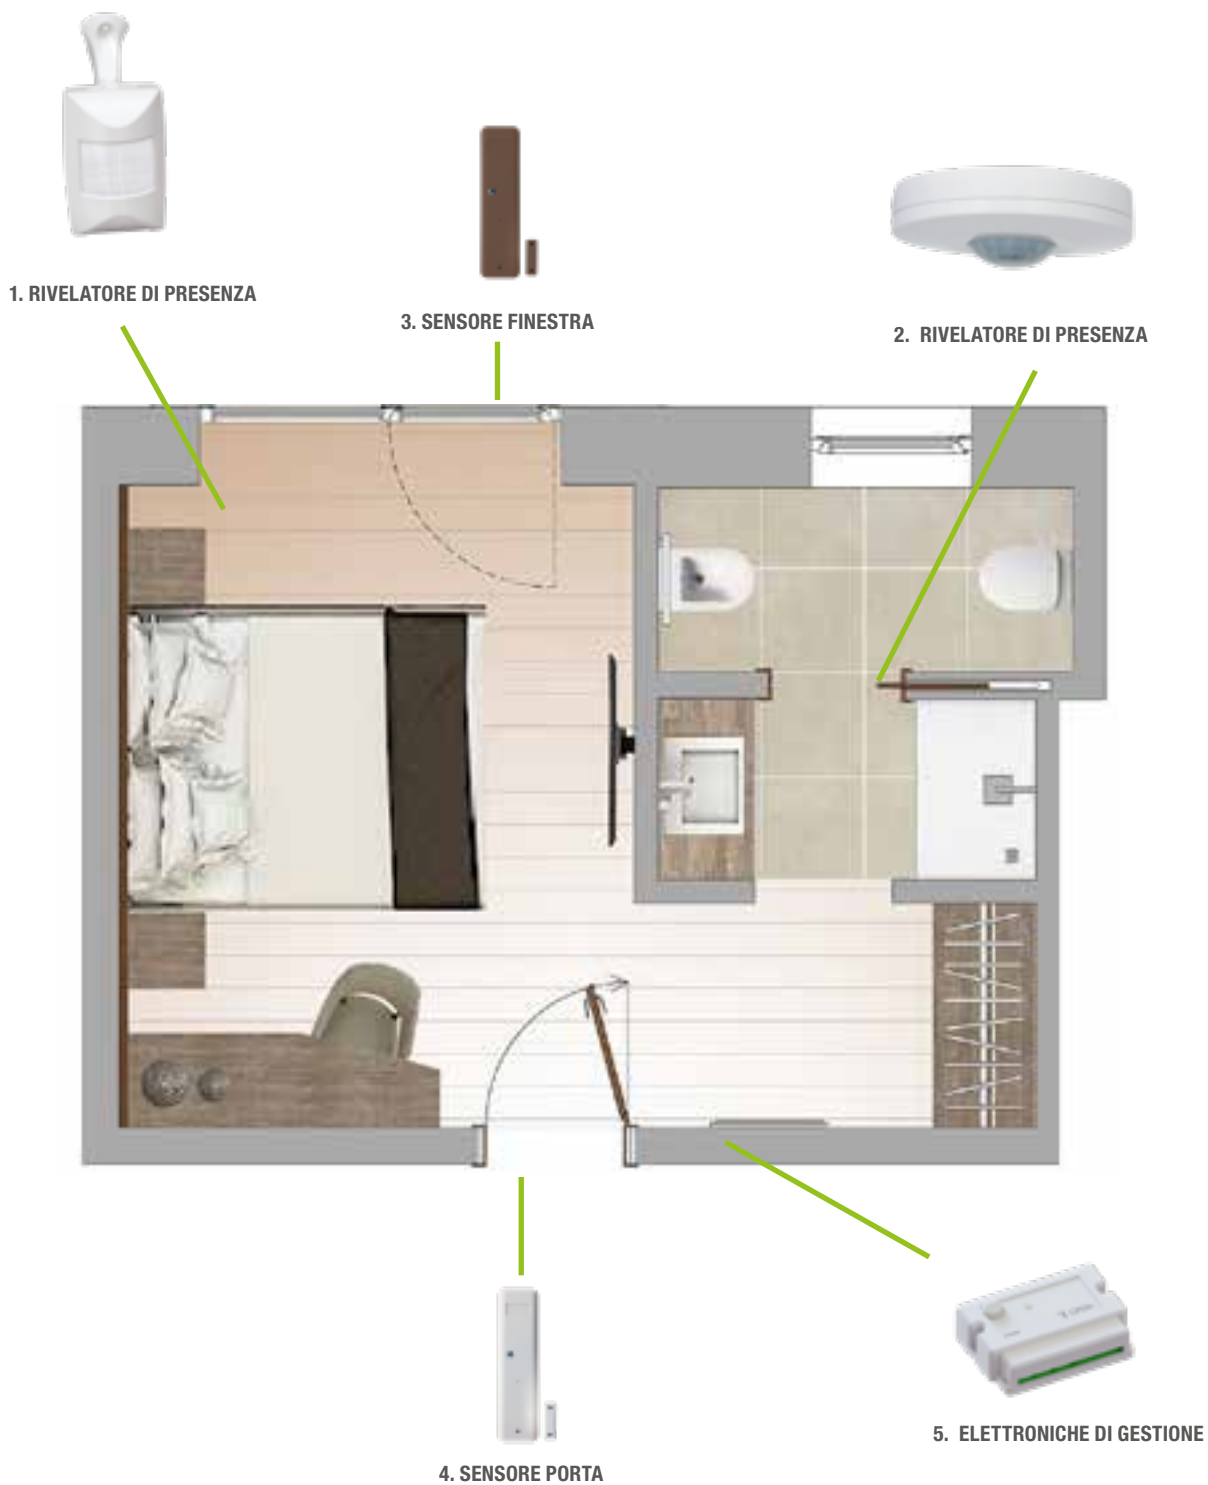 1. RIVELATORE DI PRESENZA
3. SENSORE FINESTRA
2. RIVELATORE DI PRESENZA
5. ELETTRONICHE DI GESTIONE
4. SENSORE PORTA